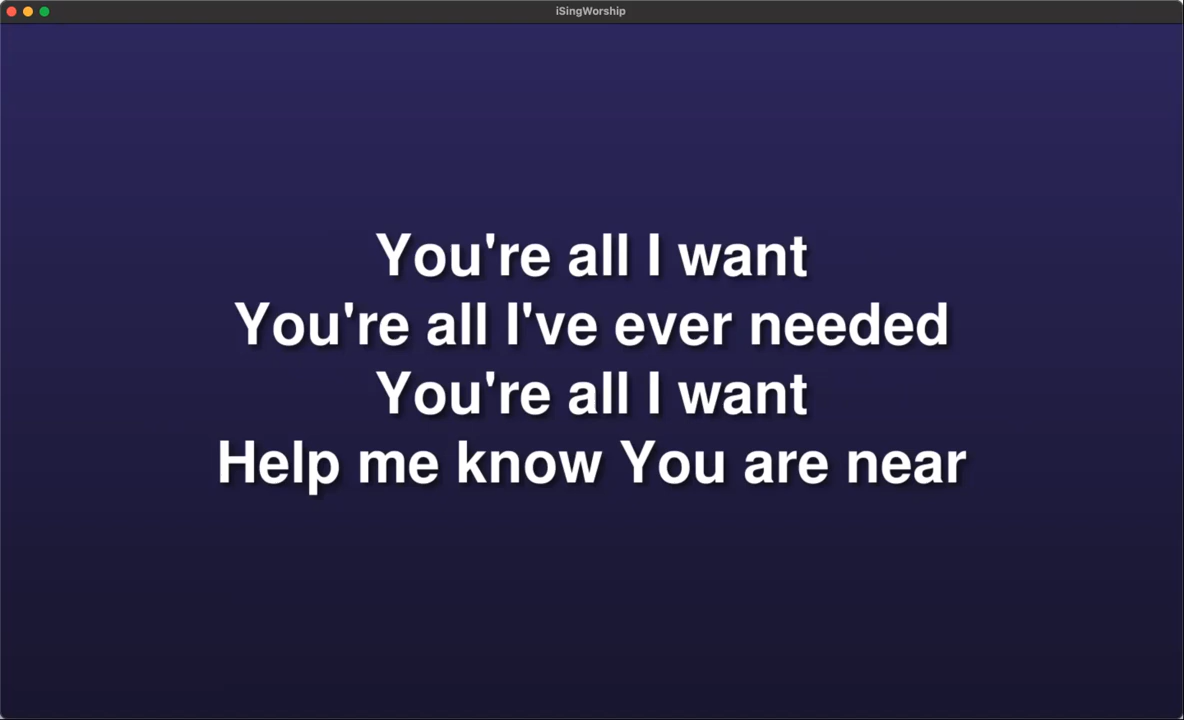 iSingWorship
You're all I want
You're all I've ever needed
You're all I want
Help me know You are near